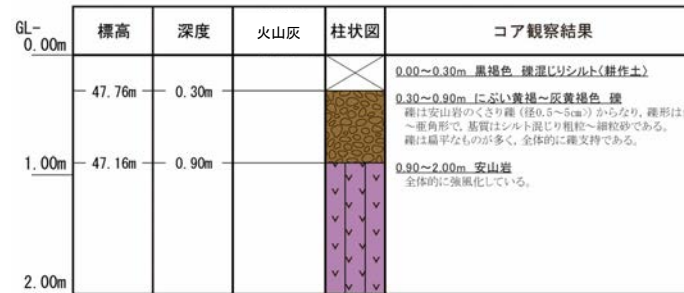 GL-
0.00m
標高 深度 火山灰 柱状図 コア観察結果
0.00～0.30m 黒褐色 礫混じりシルト(耕作土)
47.76m 0.30m
0.30～0.90m にぶい黄褐～灰黄褐色 礫
礫は安山岩のくさり礫(径0.5～5cm)からなり、礫形は
～亜角形で、基質はシルト混じり粗粒～細粒砂である。
礫は扁平なものが多く、全体的に礫支持である。
1.00m 47.16m 0.90m
0.90～2.00m 安山岩
全体的に強風化している。
2.00m